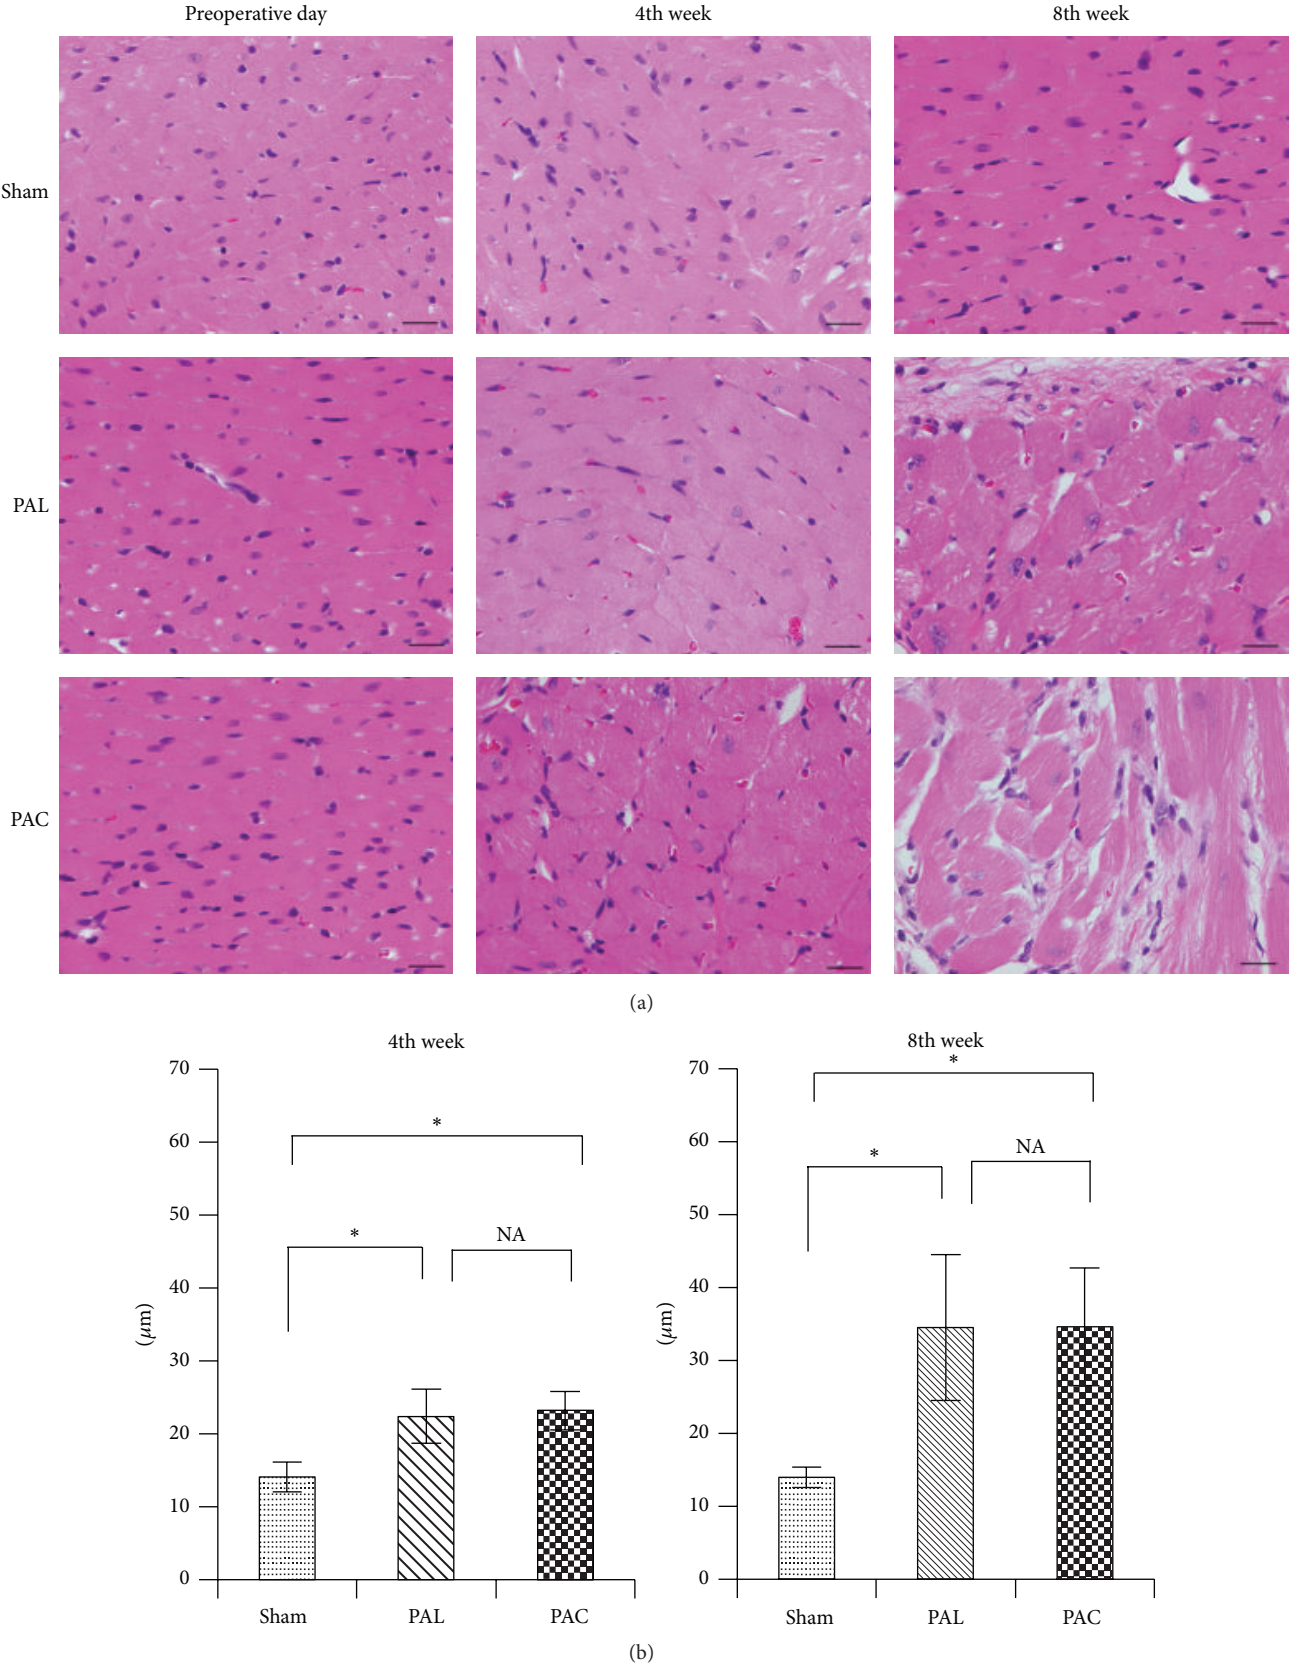 Preoperative day 4th week 8th week
Sham
PAL
PAC
(a)
4th week
70
60
50
40
30
20
10
0
(μm)
*
*
NA
Sham PAL PAC
8th week
70
60
50
40
30
20
10
0
(μm)
*
*
NA
Sham PAL PAC
(b)